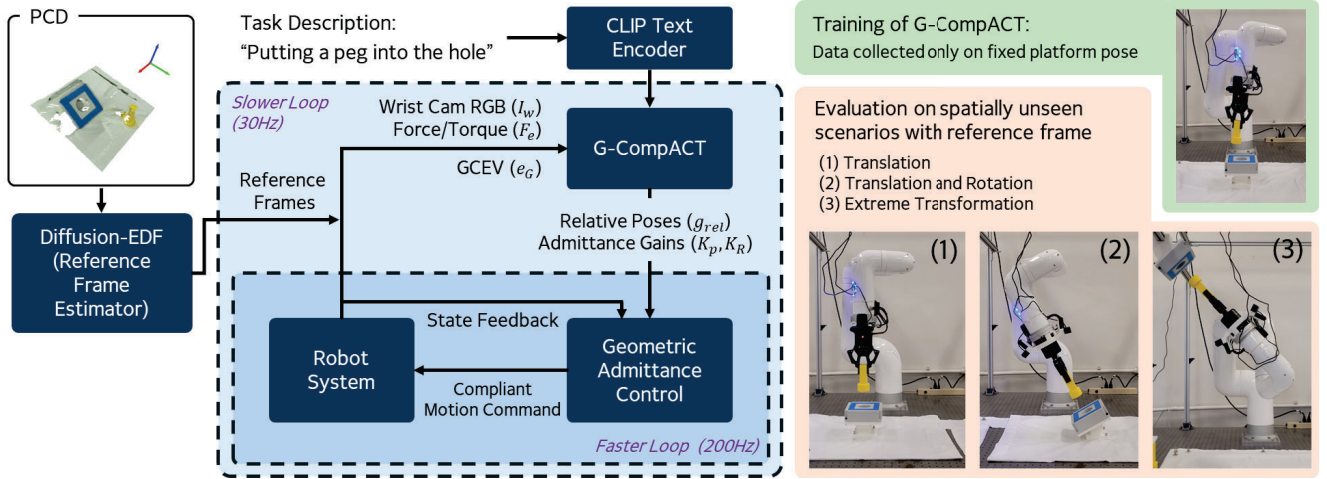 PCD
Diffusion-EDF
(Reference
Frame
Estimator)
Task Description:
“Putting a peg into the hole”
CLIP Text
Encoder
Slower Loop
(30Hz)
Wrist Cam RGB (I_w)
Force/Torque (F_e)
GCEV (e_G)
G-CompACT
Reference
Frames
Relative Poses (g_rel)
Admittance Gains (K_p, K_R)
State Feedback
Robot
System
Geometric
Admittance
Control
Compliant
Motion Command
Faster Loop (200Hz)
Training of G-CompACT
Data collected only on fixed platform pose
Evaluation on spatially unseen
scenarios with reference frame
(1) Translation
(2) Translation and Rotation
(3) Extreme Transformation
(1)
(2)
(3)